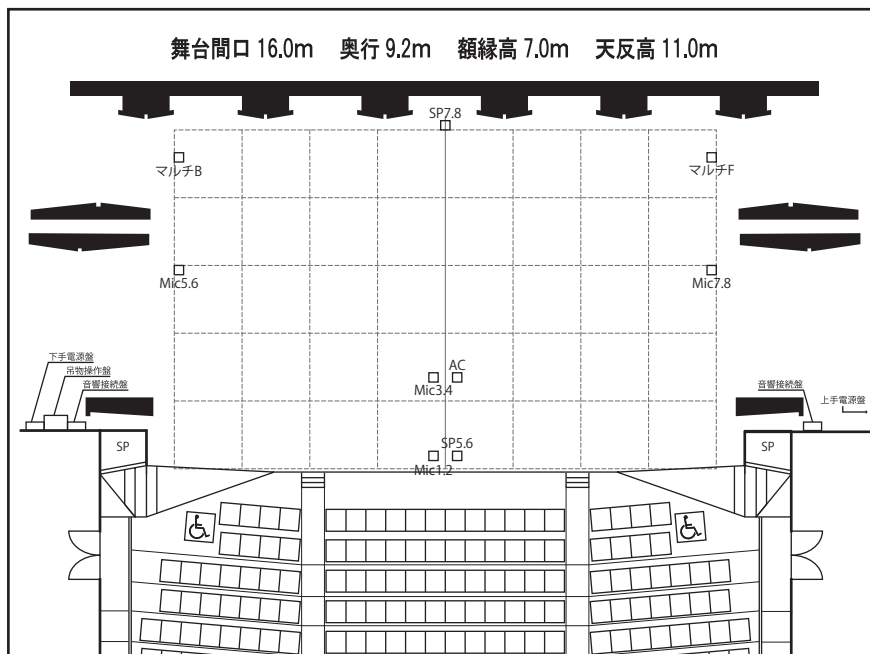 舞台間口 16.0m 奥行 9.2m 額縁高 7.0m 天反高 11.0m
SP7.8
マルチB
マルチF
Mic5.6
Mic7.8
下手電源盤
吊物操作盤
音響接続盤
AC
Mic3.4
音響接続盤
上手電源盤
SP
SP5.6
Mic1.2
SP